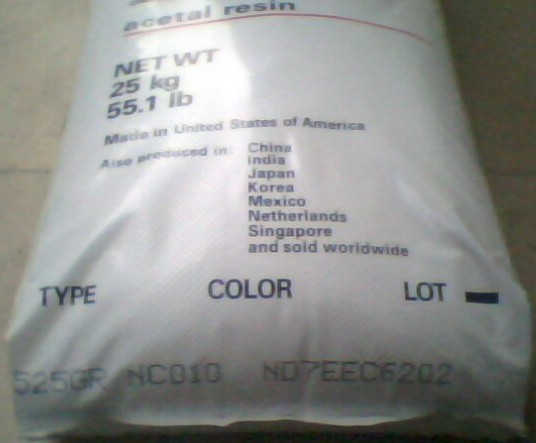 acetal resin
NET WT
25 kg
55.1 lb
Made in United States of America
Also produced in: China
India
Japan
Korea
Mexico
Netherlands
Singapore
and sold worldwide
TYPE COLOR LOT
525GR NC010 ND7EEC6202